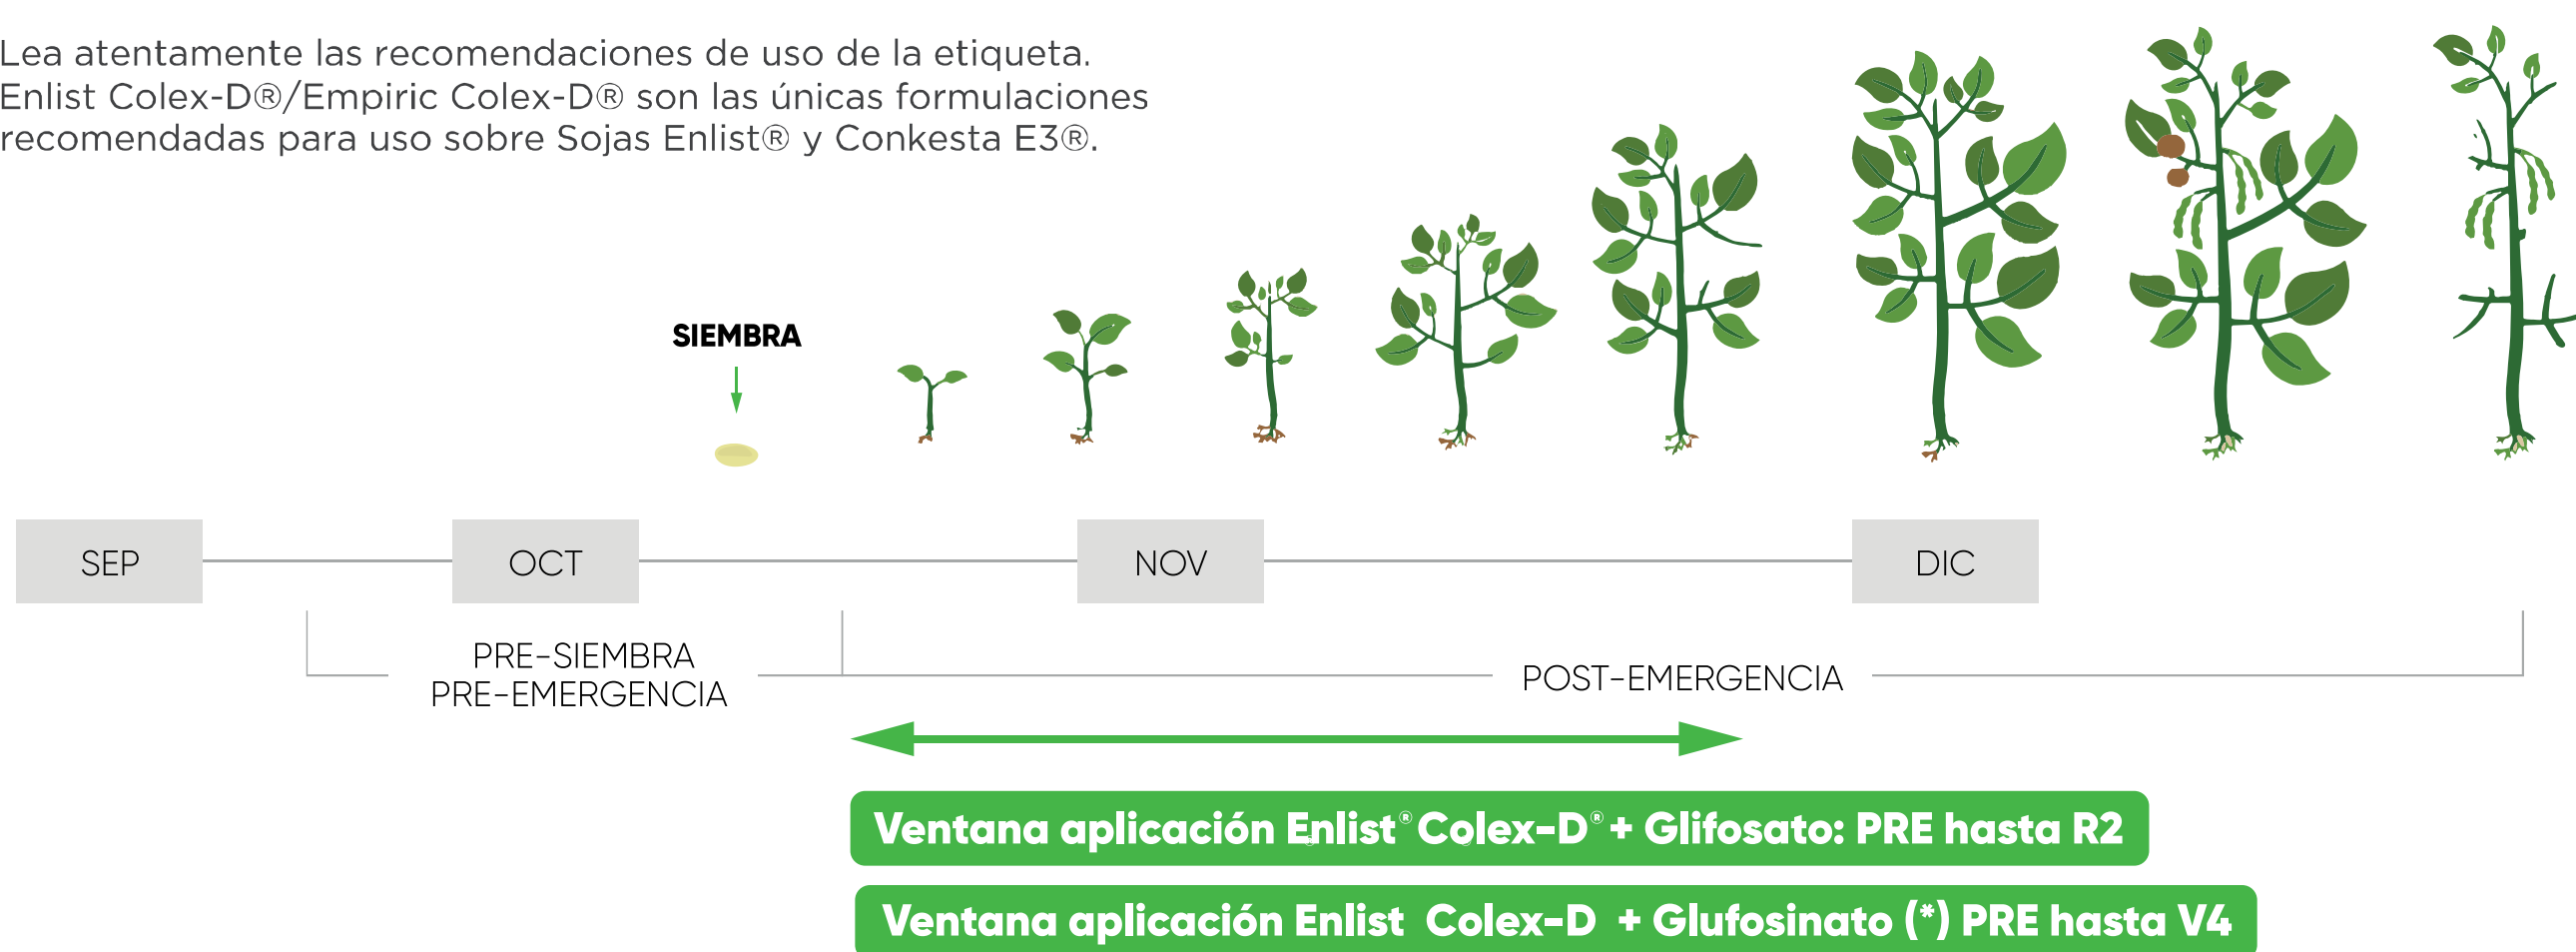 Lea atentamente las recomendaciones de uso de la etiqueta.
Enlist Colex-D®/Empiric Colex-D® son las únicas formulaciones
recomendadas para uso sobre Sojas Enlist® y Conkesta E3®.
SIEMBRA
SEP
OCT
NOV
DIC
PRE-SIEMBRA
PRE-EMERGENCIA
POST-EMERGENCIA
Ventana aplicación Enlist® Colex-D® + Glifosato: PRE hasta R2
Ventana aplicación Enlist Colex-D + Glufosinato (*) PRE hasta V4